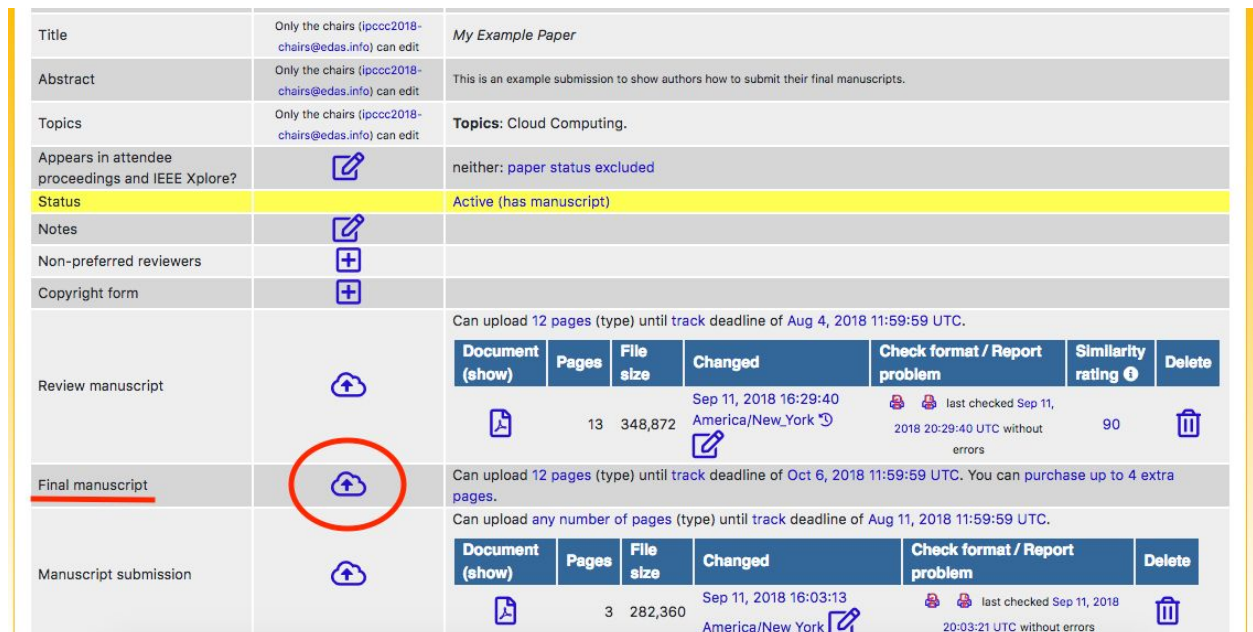 Title
Only the chairs (ipccc2018-
chairs@edas.info) can edit
My Example Paper
Abstract
Only the chairs (ipccc2018-
chairs@edas.info) can edit
This is an example submission to show authors how to submit their final manuscripts.
Topics
Only the chairs (ipccc2018-
chairs@edas.info) can edit
Topics: Cloud Computing.
Appears in attendee
proceedings and IEEE Xplore?
neither: paper status excluded
Status
Active (has manuscript)
Notes
Non-preferred reviewers
Copyright form
Review manuscript
Can upload 12 pages (type) until track deadline of Aug 4, 2018 11:59:59 UTC.
Document
(show)
Pages
File
size
Changed
Check format / Report
problem
Similarity
rating
Delete
13
348,872
Sep 11, 2018 16:29:40
America/New_York
last checked Sep 11,
2018 20:29:40 UTC without
errors
90
Final manuscript
Can upload 12 pages (type) until track deadline of Oct 6, 2018 11:59:59 UTC. You can purchase up to 4 extra
pages.
Manuscript submission
Can upload any number of pages (type) until track deadline of Aug 11, 2018 11:59:59 UTC.
Document
(show)
Pages
File
size
Changed
Check format / Report
problem
Delete
3
282,360
Sep 11, 2018 16:03:13
America/New York
last checked Sep 11, 2018
20:03:21 UTC without errors